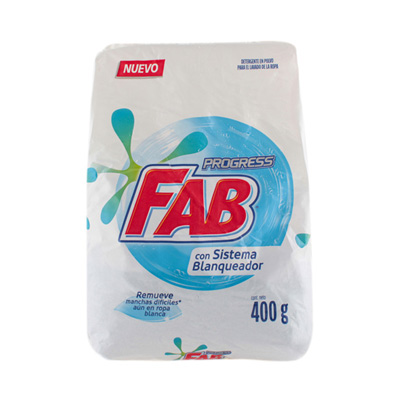 NUEVO
DETERGENTE EN POLVO
PARA EL LAVADO DE LA ROPA
PROGRESS
FAB
con Sistema
Blanqueador
Remueve
manchas difíciles*
aún en ropa
blanca
CONT. NETO
400 g
FAB